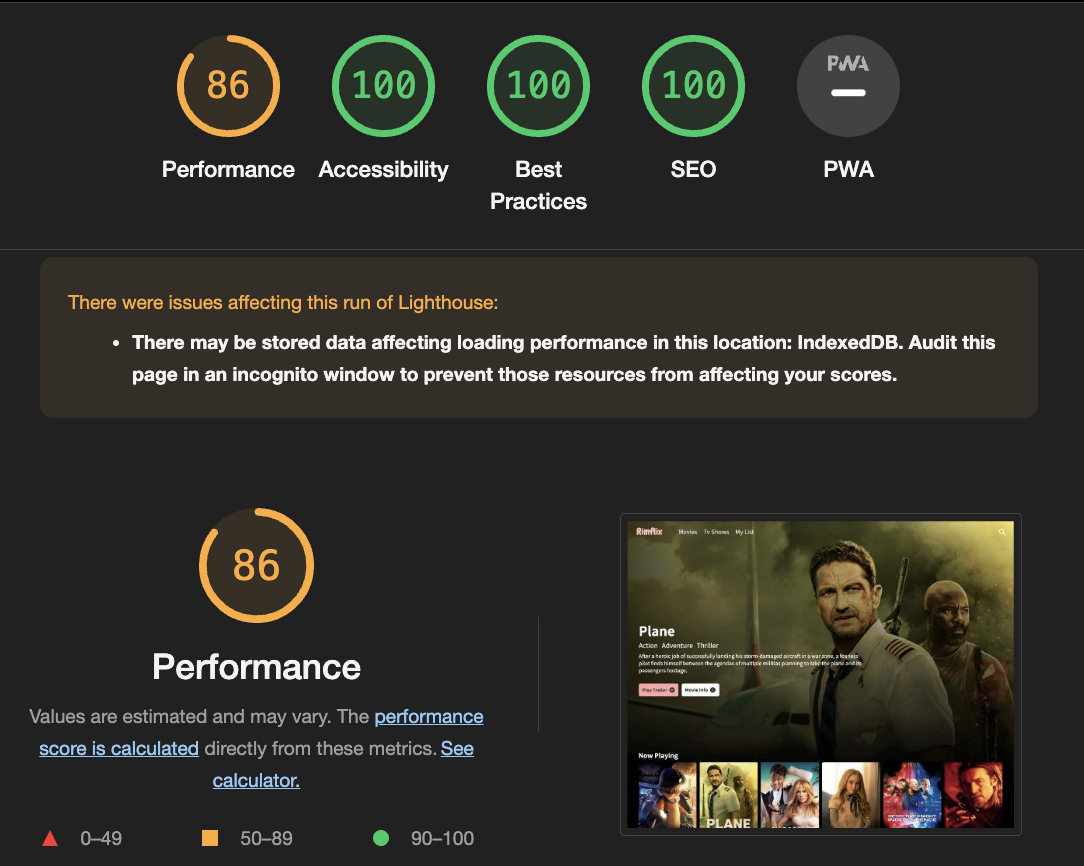 86 100 100 100 PWA
Performance Accessibility Best SEO PWA
Practices
There were issues affecting this run of Lighthouse:
• There may be stored data affecting loading performance in this location: IndexedDB. Audit this
page in an incognito window to prevent those resources from affecting your scores.
86
Performance
Values are estimated and may vary. The performance
score is calculated directly from these metrics. See
calculator.
0–49 50–89 90–100
Rimflix Movies Tv Shows My List
Plane
Action Adventure Thriller
After a heroic job of successfully landing his storm-damaged aircraft in a war zone, a fearless
pilot finds himself between the agendas of multiple militias planning to take the plane and its
passengers hostage.
Play Trailer Movie Info
Now Playing
PLANE